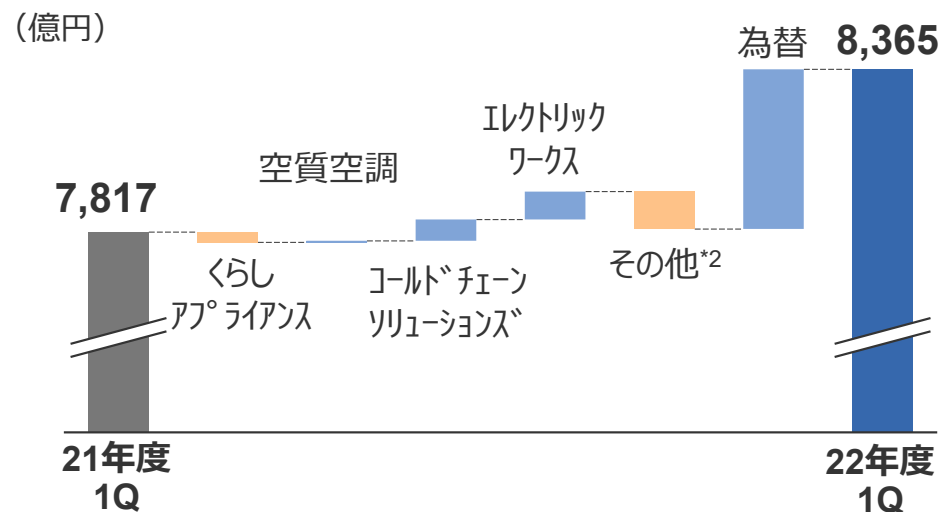 （億円）
為替
8,365
ｴﾚｸﾄﾘｯｸ
ﾜｰｸｽ
空質空調
7,817
くらし
ｱﾌﾟﾗｲｱﾝｽ
ｺｰﾙﾄﾞﾁｪｰﾝ
ｿﾘｭｰｼｮﾝｽﾞ
その他*2
21年度
1Q
22年度
1Q